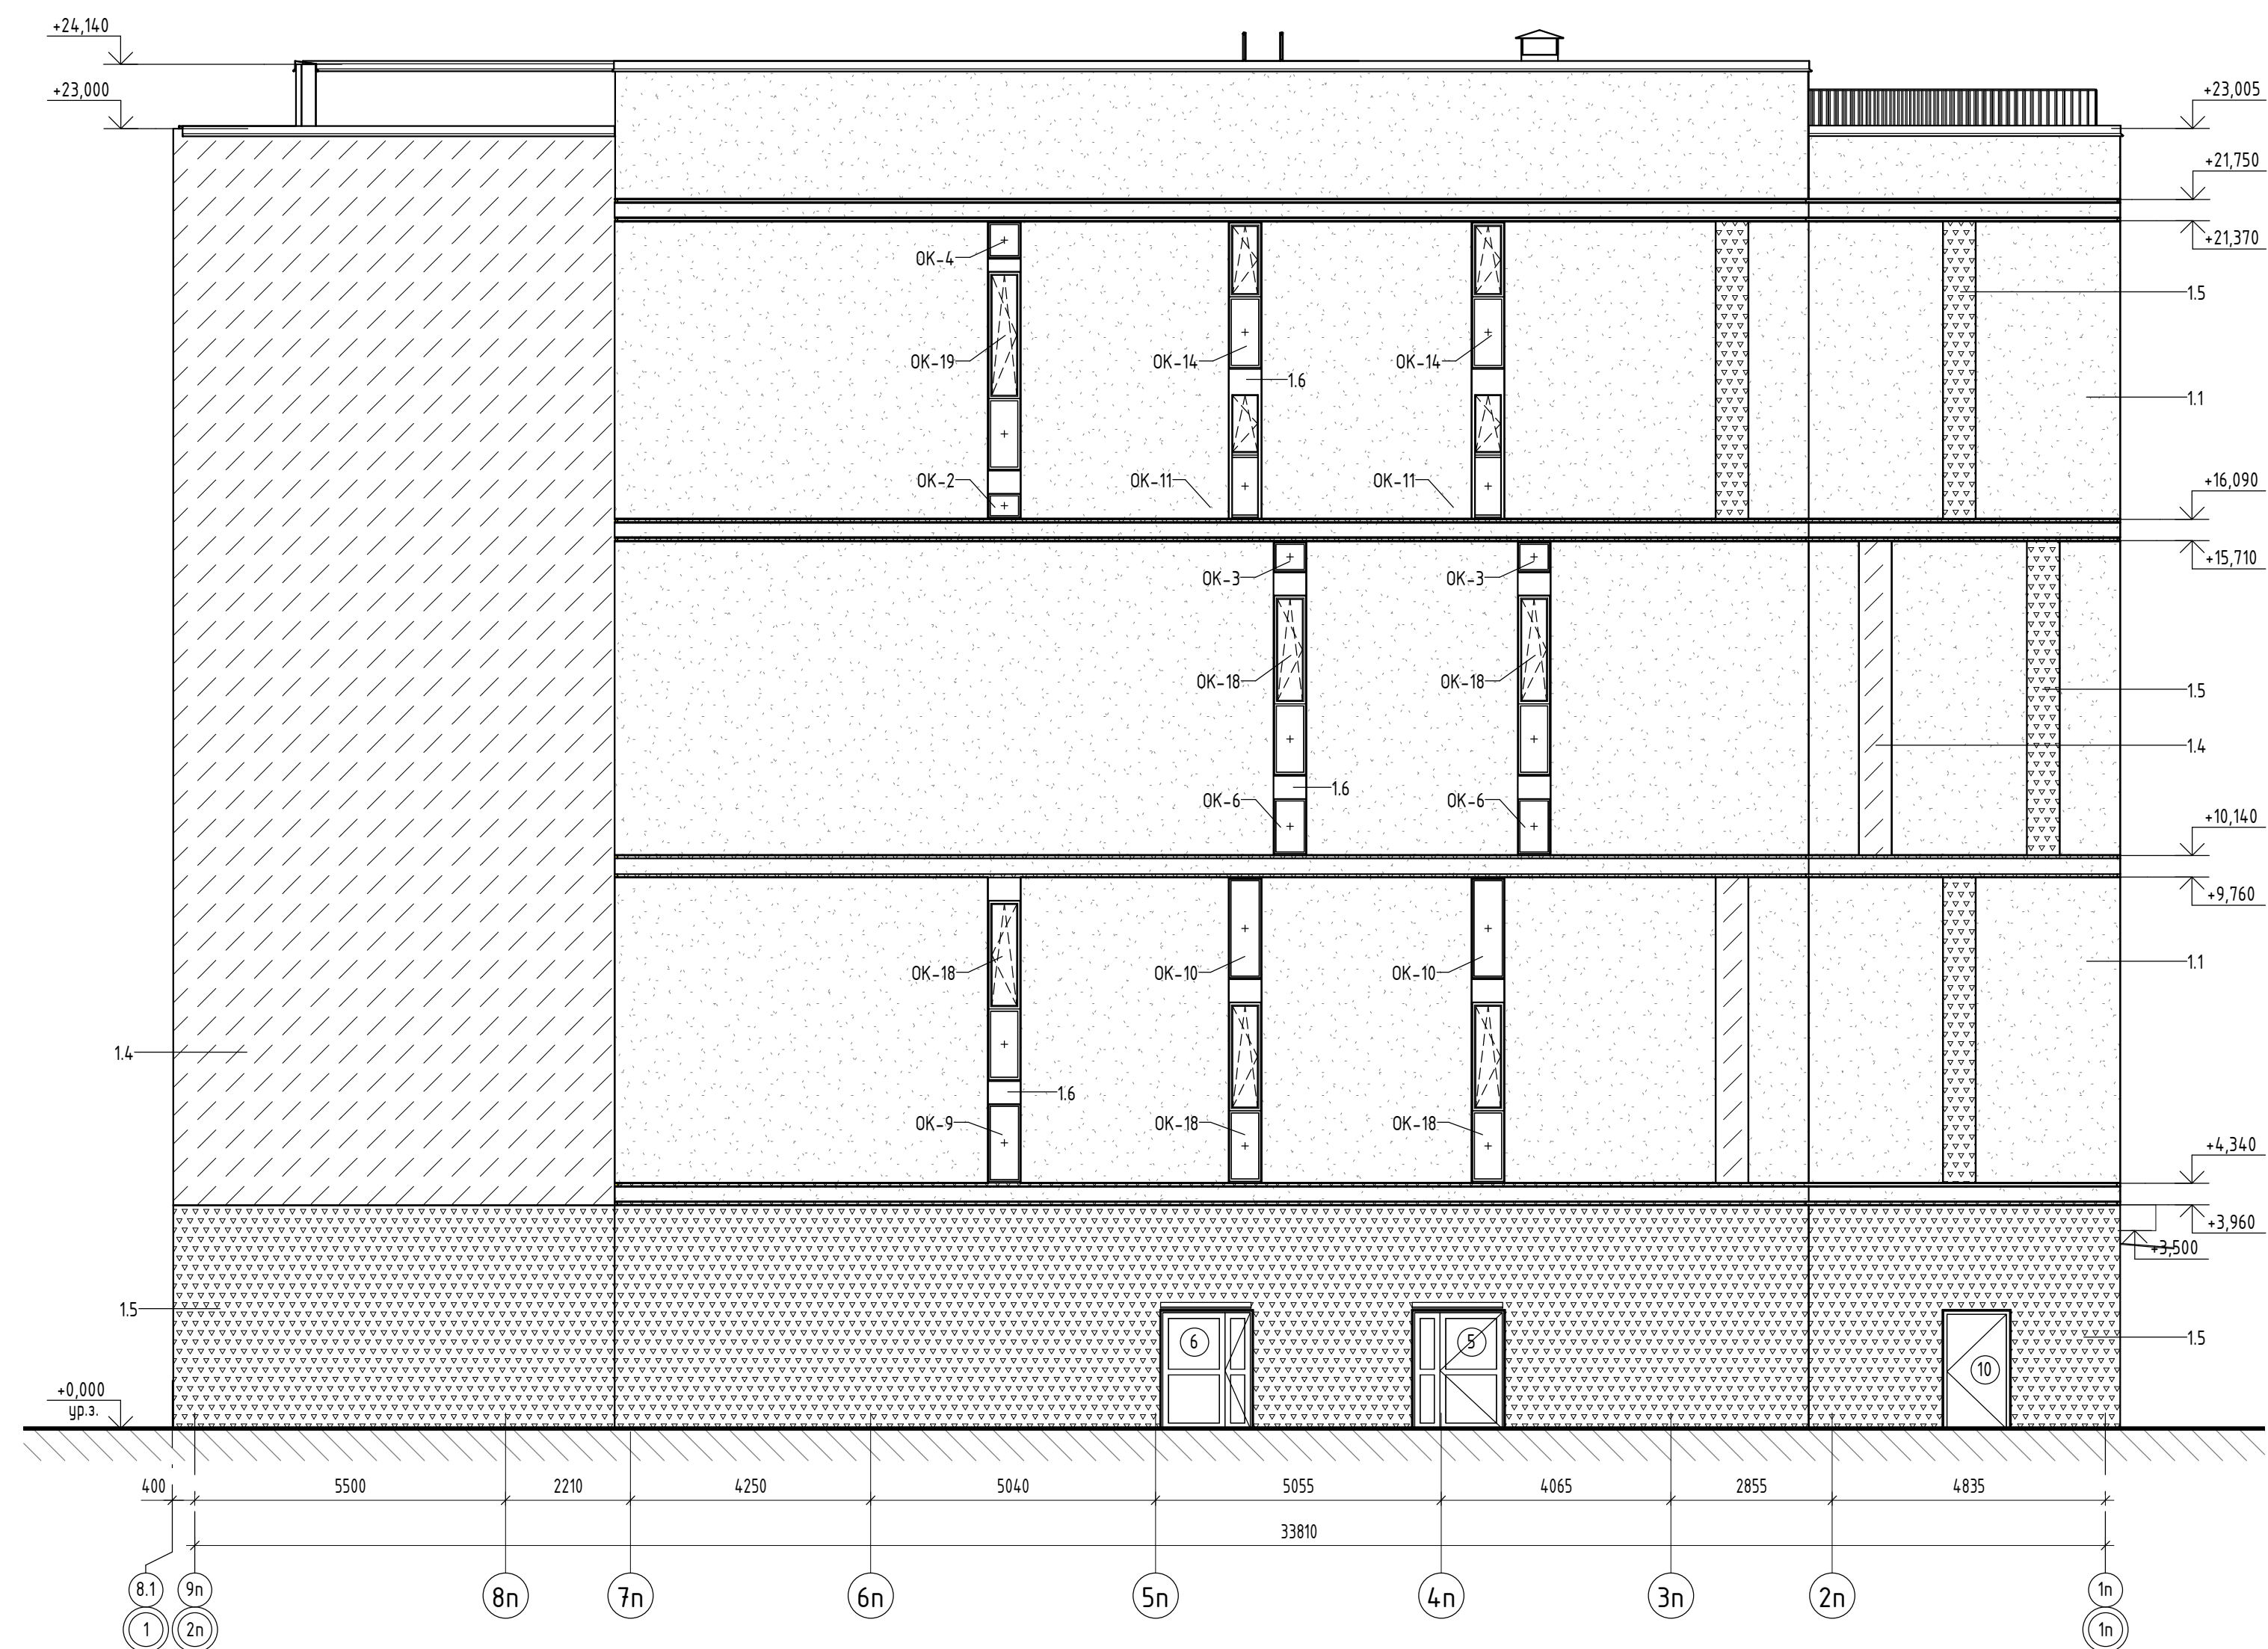 +24,140
+23,000
+23,005
+21,750
+21,370
ОК-4
1.5
ОК-19
ОК-14
ОК-14
1.6
1.1
ОК-2
ОК-11
ОК-11
+16,090
+15,710
ОК-3
ОК-3
ОК-18
ОК-18
1.5
1.4
1.6
ОК-6
ОК-6
+10,140
+9,760
ОК-18
ОК-10
ОК-10
1.1
1.4
1.6
ОК-9
ОК-18
ОК-18
+4,340
+3,960
+3,500
1.5
6
5
10
1.5
+0,000
ур.з.
400 5500 2210 4250 5040 5055 4065 2855 4835
33810
8.1 9п 8п 7п 6п 5п 4п 3п 2п 1п
1 2п 1п